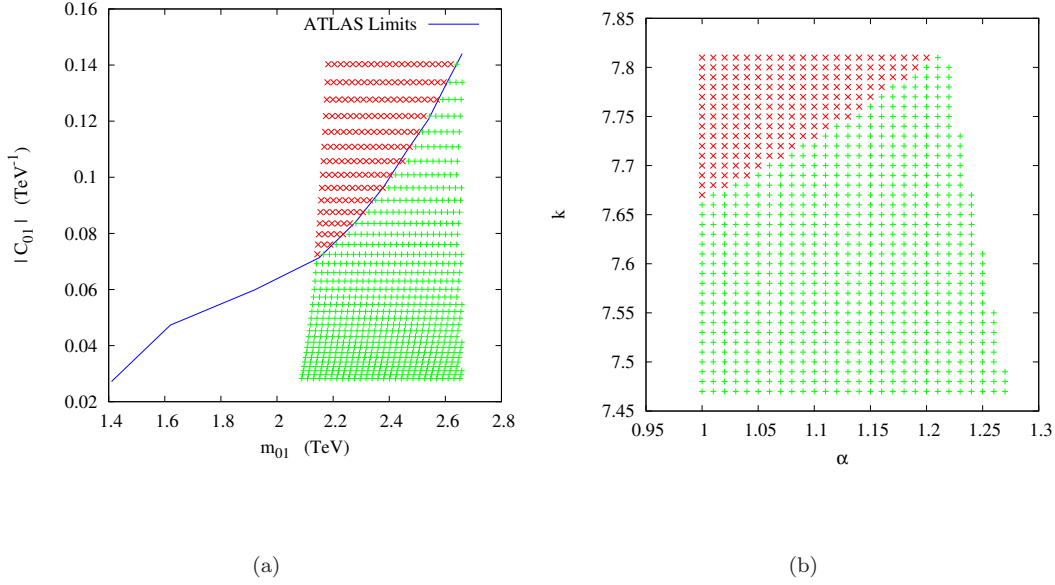 ATLAS Limits
| C01 | (TeV-1)
0.16
0.14
0.12
0.1
0.08
0.06
0.04
0.02
1.4 1.6 1.8 2 2.2 2.4 2.6 2.8
m01 (TeV)
(a)
k
7.85
7.8
7.75
7.7
7.65
7.6
7.55
7.5
7.45
0.95 1 1.05 1.1 1.15 1.2 1.25 1.3
α
(b)